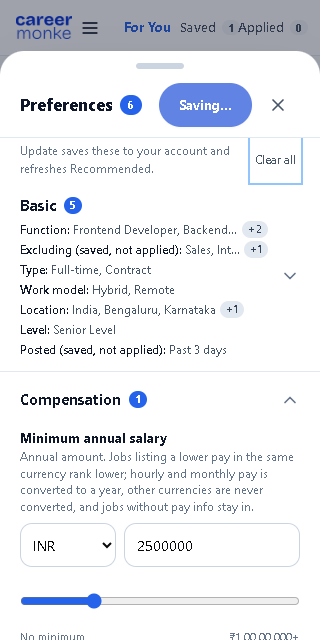 career
monke
For You Saved 1 Applied 0
Preferences 6 Saving...
Update saves these to your account and
refreshes Recommended.
Clear all
Basic 5
Function: Frontend Developer, Backend... +2
Excluding (saved, not applied): Sales, Int... +1
Type: Full-time, Contract
Work model: Hybrid, Remote
Location: India, Bengaluru, Karnataka +1
Level: Senior Level
Posted (saved, not applied): Past 3 days
Compensation 1
Minimum annual salary
Annual amount. Jobs listing a lower pay in the same
currency rank lower; hourly and monthly pay is
converted to a year, other currencies are never
converted, and jobs without pay info stay in.
INR 2500000
No minimum ₹1,00,00,000+